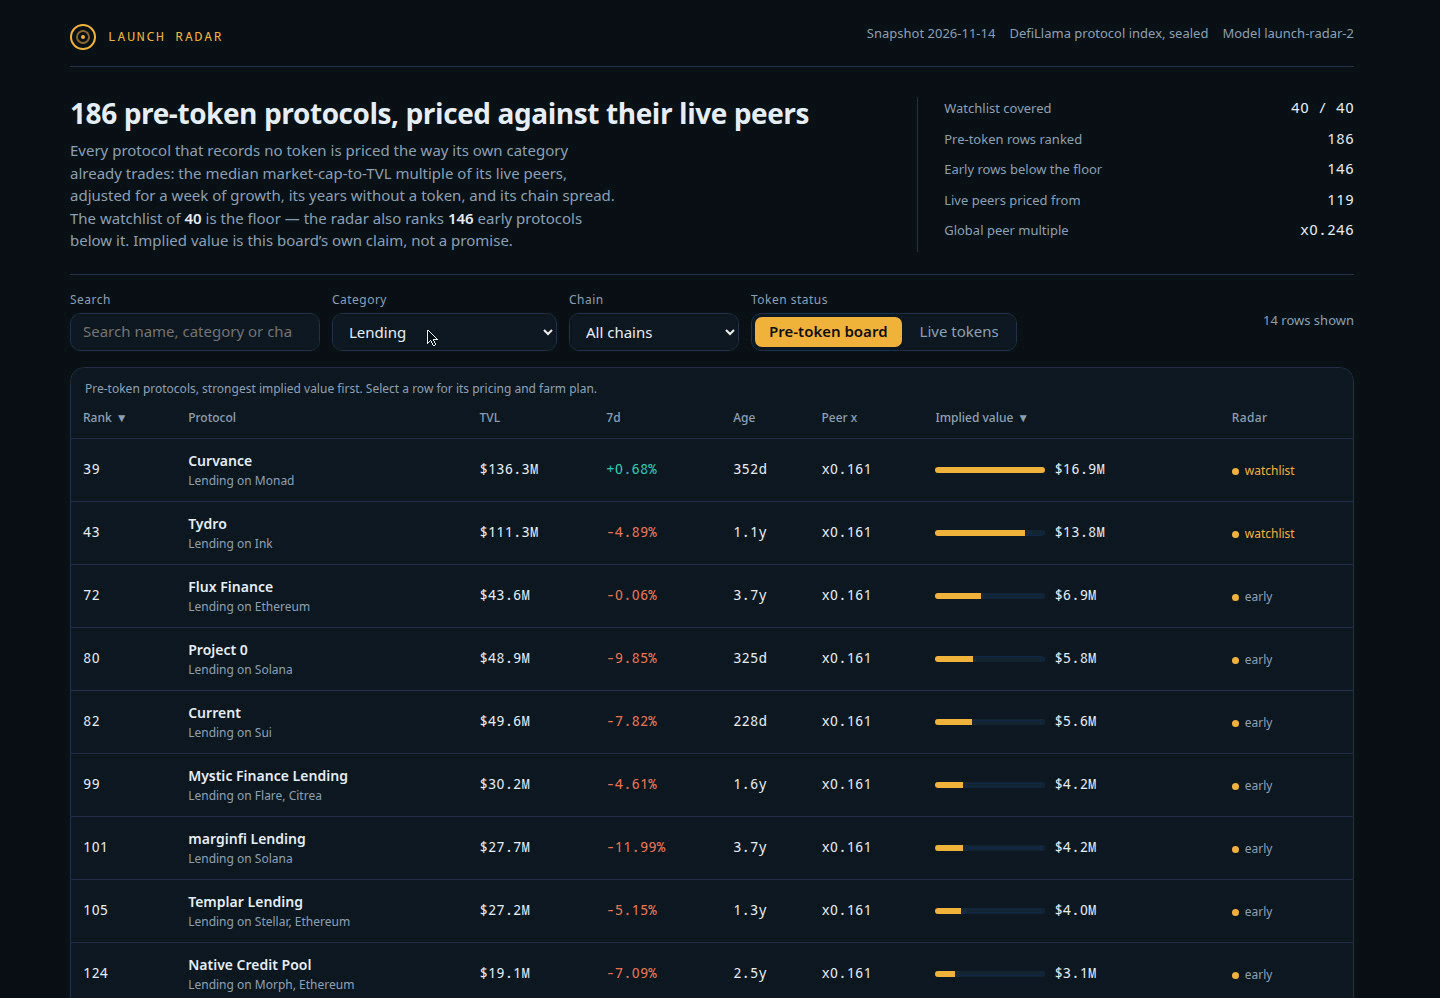 LAUNCH RADAR
Snapshot 2026-11-14 DefiLlama protocol index, sealed Model launch-radar-2
186 pre-token protocols, priced against their live peers
Every protocol that records no token is priced the way its own category
already trades: the median market-cap-to-TVL multiple of its live peers,
adjusted for a week of growth, its years without a token, and its chain spread.
The watchlist of 40 is the floor — the radar also ranks 146 early protocols
below it. Implied value is this board’s own claim, not a promise.
Watchlist covered 40 / 40
Pre-token rows ranked 186
Early rows below the floor 146
Live peers priced from 119
Global peer multiple x0.246
Search Category Chain Token status
Search name, category or cha Lending All chains Pre-token board Live tokens 14 rows shown
Pre-token protocols, strongest implied value first. Select a row for its pricing and farm plan.
Rank ▼ Protocol TVL 7d Age Peer x Implied value ▼ Radar
39 Curvance $136.3M +0.68% 352d x0.161 $16.9M watchlist
Lending on Monad
43 Tydro $111.3M -4.89% 1.1y x0.161 $13.8M watchlist
Lending on Ink
72 Flux Finance $43.6M -0.06% 3.7y x0.161 $6.9M early
Lending on Ethereum
80 Project 0 $48.9M -9.85% 325d x0.161 $5.8M early
Lending on Solana
82 Current $49.6M -7.82% 228d x0.161 $5.6M early
Lending on Sui
99 Mystic Finance Lending $30.2M -4.61% 1.6y x0.161 $4.2M early
Lending on Flare, Citrea
101 marginfi Lending $27.7M -11.99% 3.7y x0.161 $4.2M early
Lending on Solana
105 Templar Lending $27.2M -5.15% 1.3y x0.161 $4.0M early
Lending on Stellar, Ethereum
124 Native Credit Pool $19.1M -7.09% 2.5y x0.161 $3.1M early
Lending on Morph, Ethereum